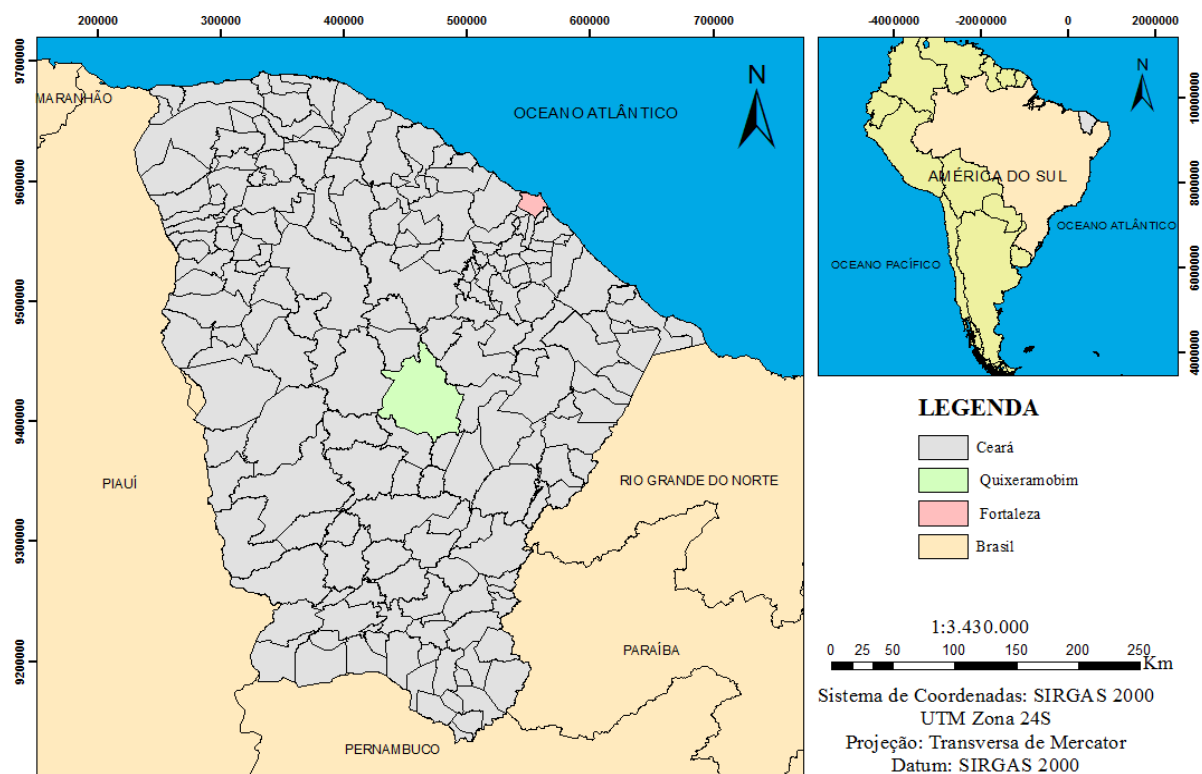 200000 300000 400000 500000 600000 700000
9700000
9600000
9500000
9400000
9300000
9200000
MARANHÃO
OCEANO ATLÂNTICO
N
PIAUÍ
RIO GRANDE DO NORTE
PARAÍBA
PERNAMBUCO
-4000000 -2000000 0 2000000
N
AMÉRICA DO SUL
OCEANO ATLÂNTICO
OCEANO PACÍFICO
10000000
8000000
6000000
4000000
LEGENDA
Ceará
Quixeramobim
Fortaleza
Brasil
1:3.430.000
0 25 50 100 150 200 250
Km
Sistema de Coordenadas: SIRGAS 2000
UTM Zona 24S
Projeção: Transversa de Mercator
Datum: SIRGAS 2000